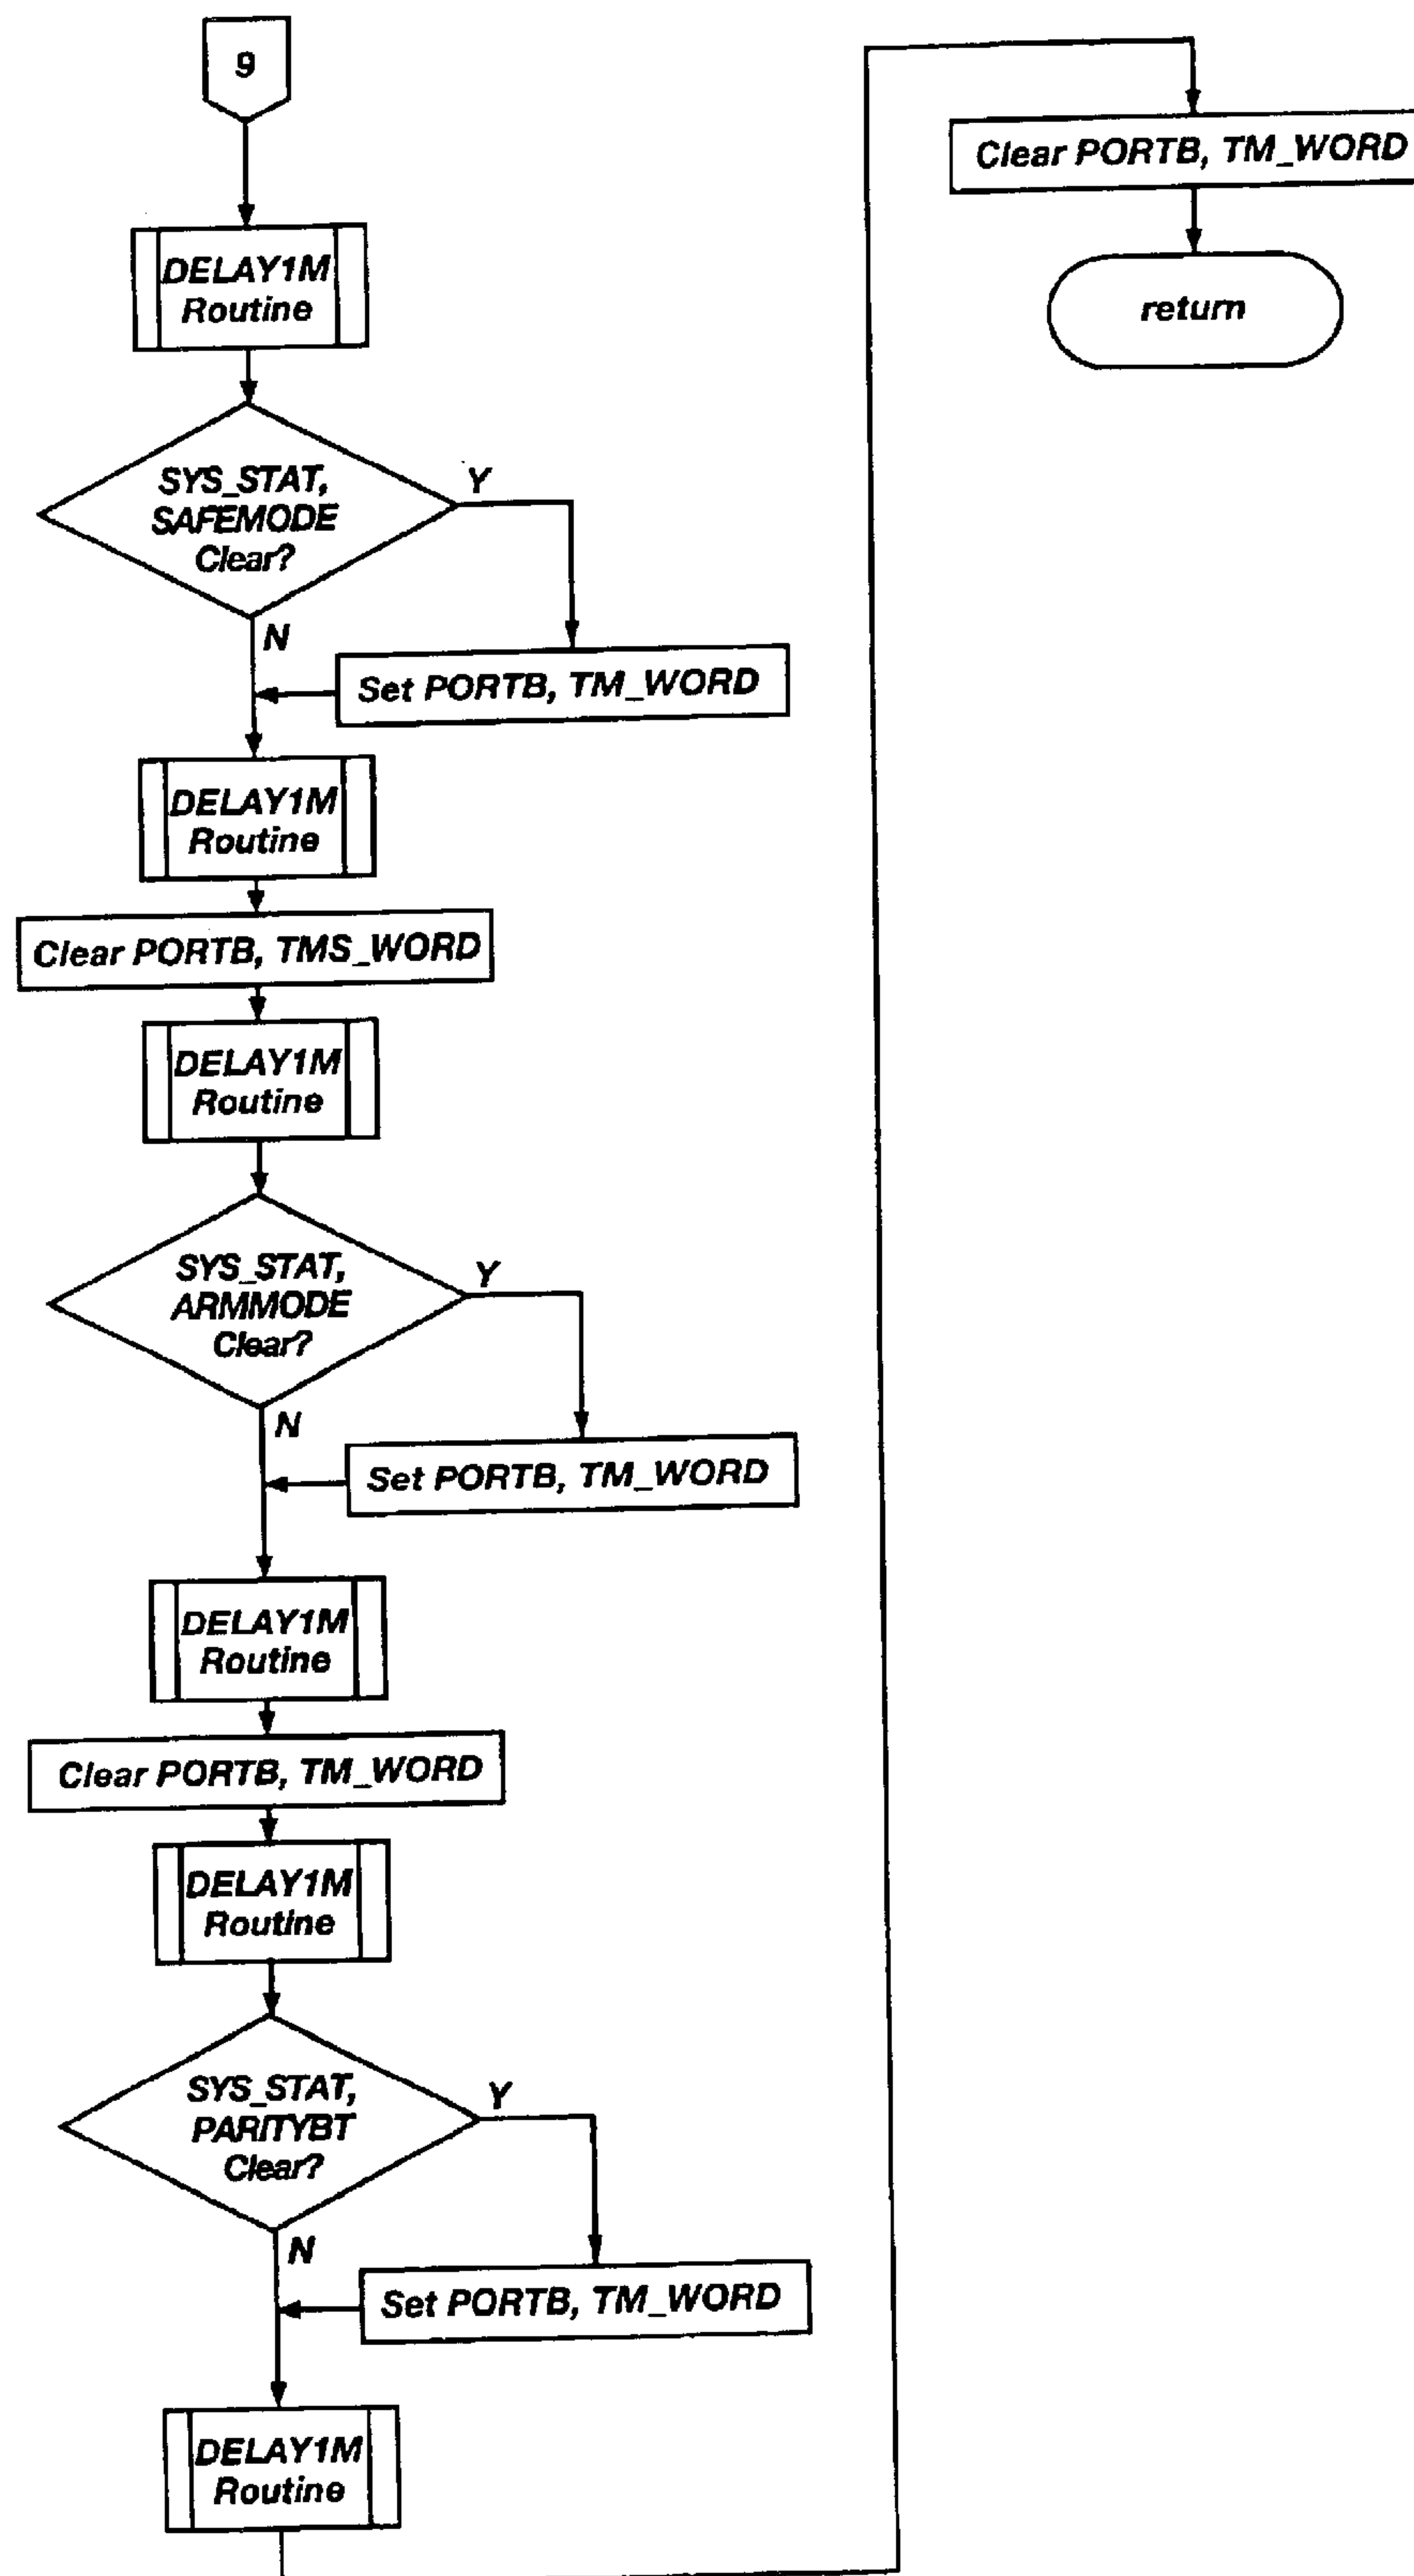 9
DELAY1M
Routine
SYS_STAT,
SAFEMODE
Clear?
Y
N
Set PORTB, TM_WORD
DELAY1M
Routine
Clear PORTB, TMS_WORD
DELAY1M
Routine
SYS_STAT,
ARMMODE
Clear?
Y
N
Set PORTB, TM_WORD
DELAY1M
Routine
Clear PORTB, TM_WORD
DELAY1M
Routine
SYS_STAT,
PARITYBT
Clear?
Y
N
Set PORTB, TM_WORD
DELAY1M
Routine
Clear PORTB, TM_WORD
return